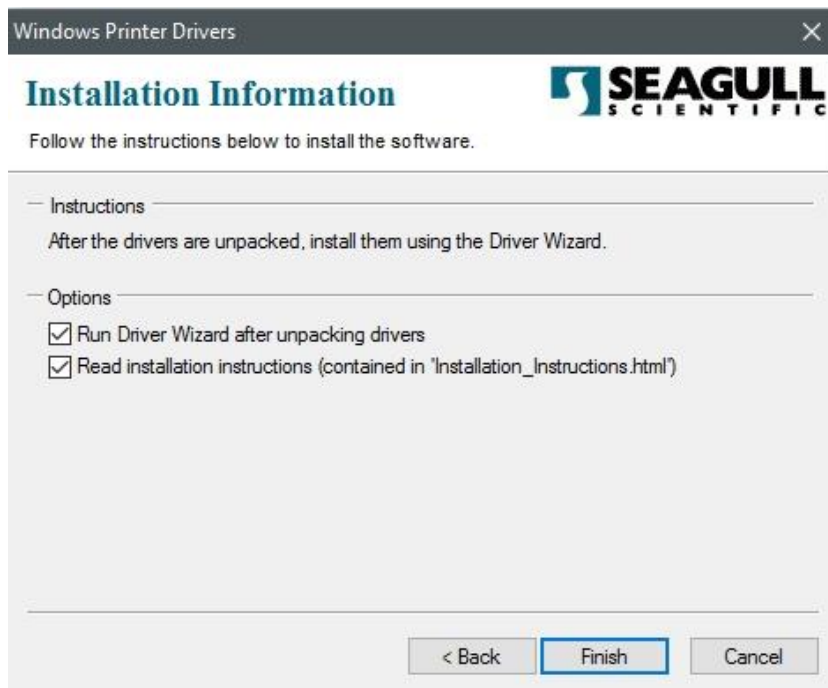 Windows Printer Drivers
Installation Information
SEAGULL
SCIENTIFIC
Follow the instructions below to install the software.
Instructions
After the drivers are unpacked, install them using the Driver Wizard.
Options
Run Driver Wizard after unpacking drivers
Read installation instructions (contained in 'Installation_Instructions.html')
< Back Finish Cancel